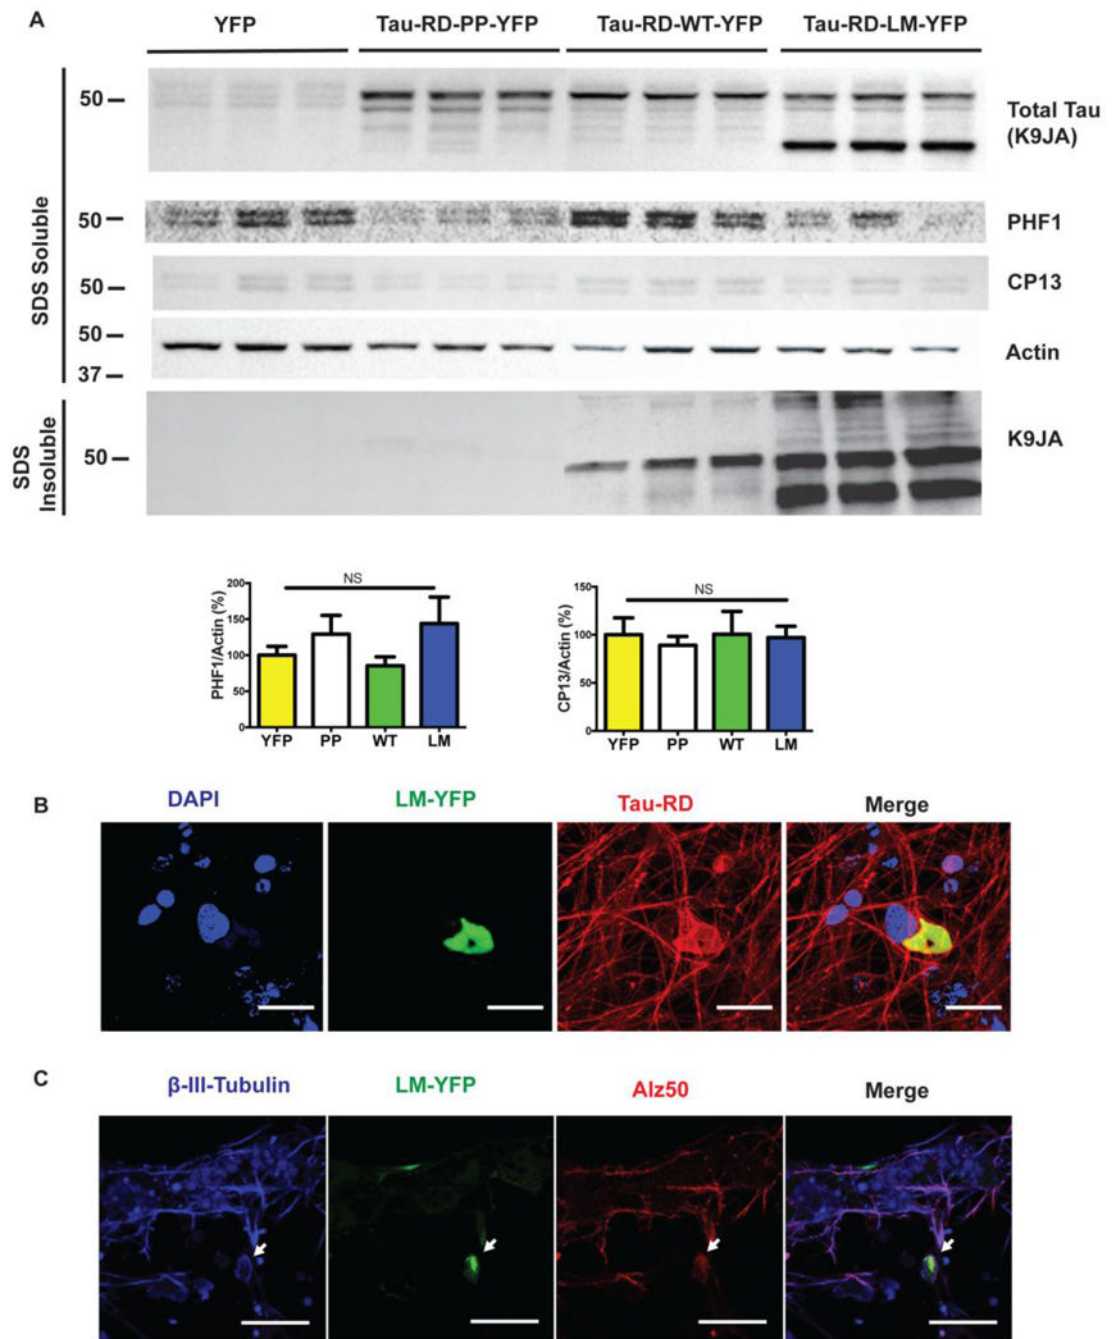 A
YFP
Tau-RD-PP-YFP
Tau-RD-WT-YFP
Tau-RD-LM-YFP
SDS Soluble
50
Total Tau
(K9JA)
50
PHF1
50
CP13
50
37
Actin
SDS
Insoluble
50
K9JA
PHF1/Actin (%)
200
150
100
50
0
NS
YFP PP WT LM
CP13/Actin (%)
150
100
50
0
NS
YFP PP WT LM
B
DAPI
LM-YFP
Tau-RD
Merge
C
β-III-Tubulin
LM-YFP
Alz50
Merge